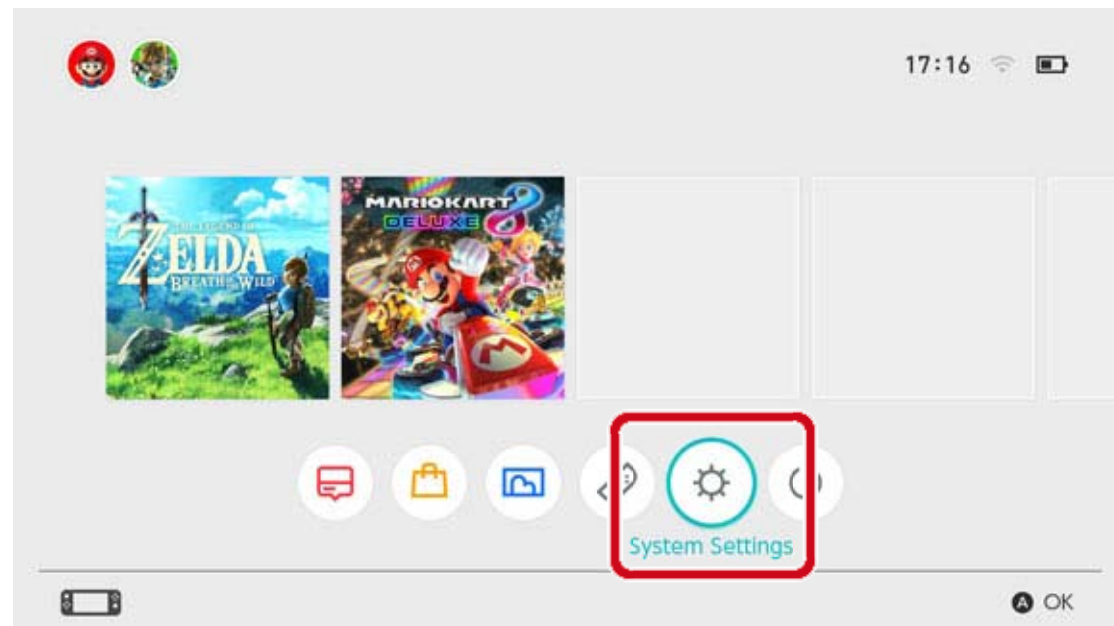 17:16
THE LEGEND OF
ZELDA
BREATH OF THE WILD
MARIOKART 8
DELUXE
System Settings
A OK